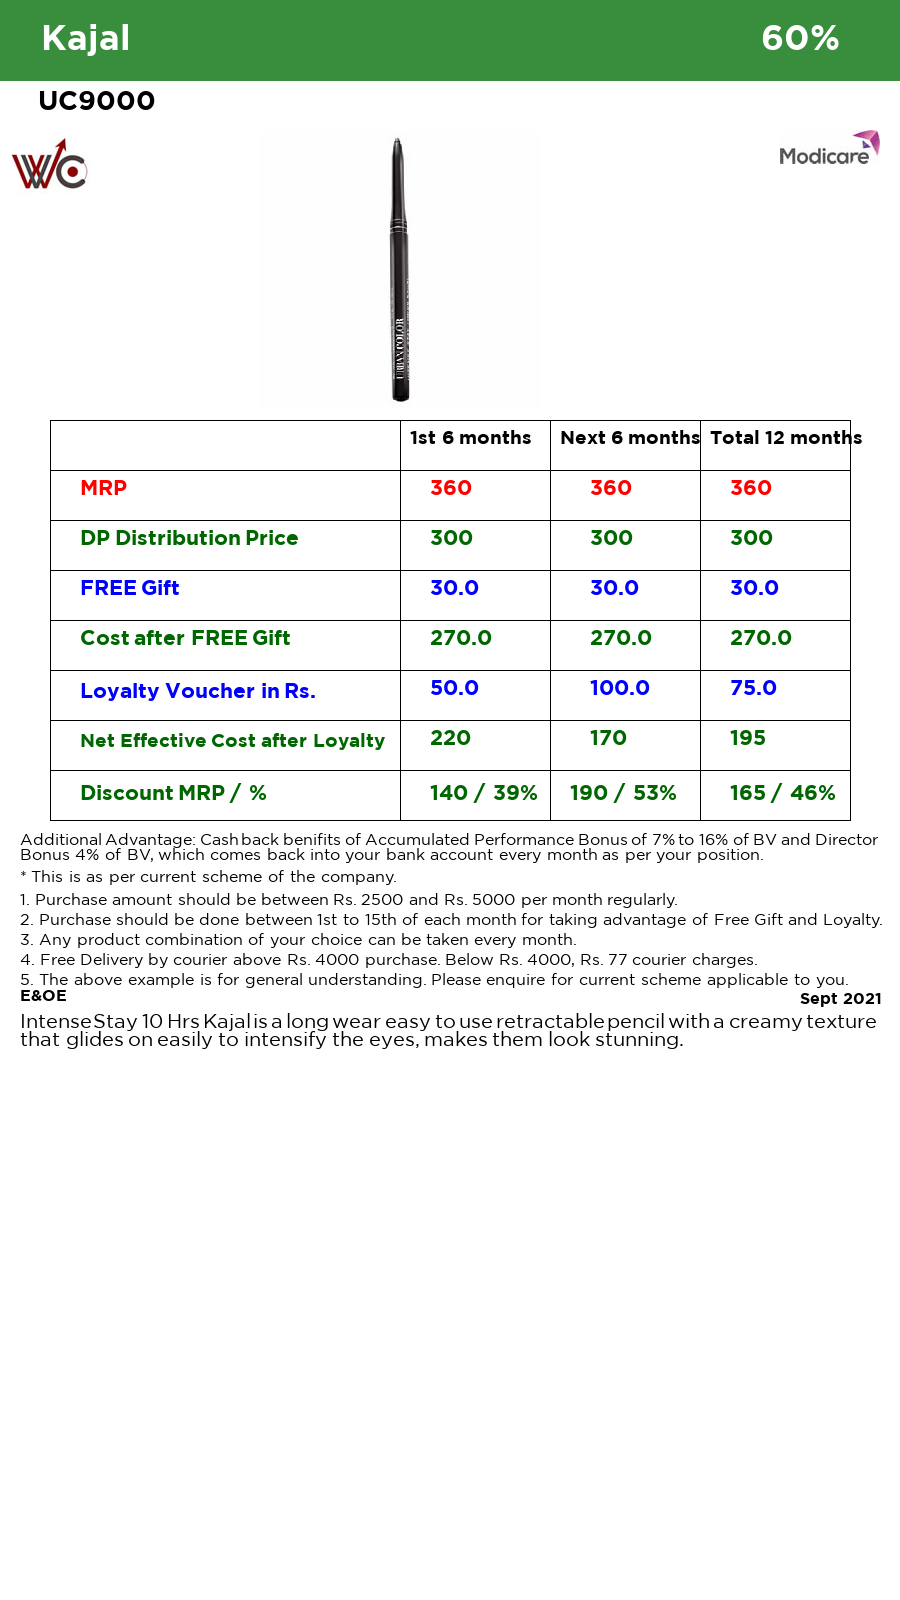 Kajal 60%
UC9000
WC
Modicare
URBAN COLOR
1st 6 months Next 6 months Total 12 months
MRP 360 360 360
DP Distribution Price 300 300 300
FREE Gift 30.0 30.0 30.0
Cost after FREE Gift 270.0 270.0 270.0
Loyalty Voucher in Rs. 50.0 100.0 75.0
Net Effective Cost after Loyalty 220 170 195
Discount MRP / % 140 / 39% 190 / 53% 165 / 46%
Additional Advantage: Cash back benifits of Accumulated Performance Bonus of 7% to 16% of BV and Director
Bonus 4% of BV, which comes back into your bank account every month as per your position.
* This is as per current scheme of the company.
1. Purchase amount should be between Rs. 2500 and Rs. 5000 per month regularly.
2. Purchase should be done between 1st to 15th of each month for taking advantage of Free Gift and Loyalty.
3. Any product combination of your choice can be taken every month.
4. Free Delivery by courier above Rs. 4000 purchase. Below Rs. 4000, Rs. 77 courier charges.
5. The above example is for general understanding. Please enquire for current scheme applicable to you.
E&OE Sept 2021
Intense Stay 10 Hrs Kajal is a long wear easy to use retractable pencil with a creamy texture
that glides on easily to intensify the eyes, makes them look stunning.